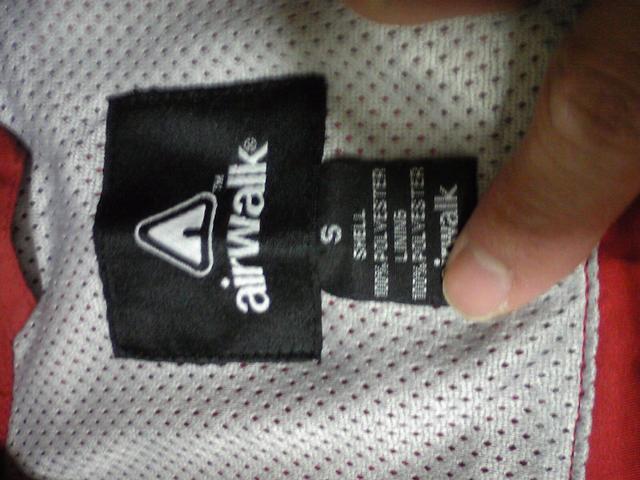 airwalk®
™
S
SHELL
100% POLYESTER
LINING
100% POLYESTER
airwalk